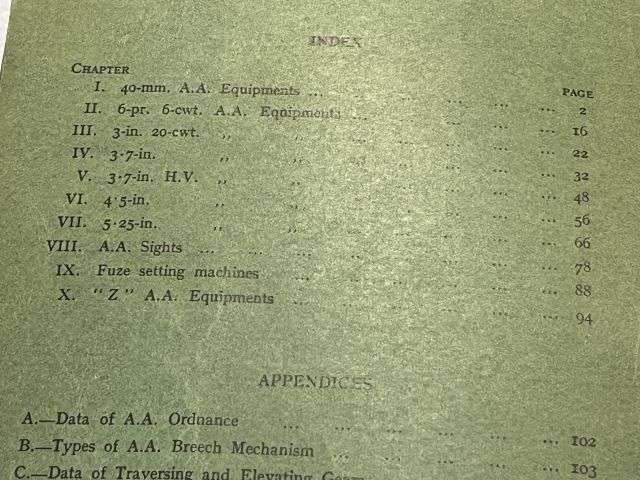 INDEX
CHAPTER PAGE
I. 40-mm. A.A. Equipments ... ... ... ... 2
II. 6-pr. 6-cwt. A.A. Equipments ... ... ... ... 16
III. 3-in. 20-cwt. ,, ,, ... ... ... ... 22
IV. 3·7-in. ,, ,, ... ... ... ... 32
V. 3·7-in. H.V. ,, ,, ... ... ... ... 48
VI. 4·5-in. ,, ,, ... ... ... ... 56
VII. 5·25-in. ,, ,, ... ... ... ... 66
VIII. A.A. Sights ... ... ... ... ... ... 78
IX. Fuze setting machines ... ... ... ... ... 88
X. "Z" A.A. Equipments ... ... ... ... ... 94
APPENDICES
A.—Data of A.A. Ordnance ... ... ... ... ... 102
B.—Types of A.A. Breech Mechanism ... ... ... ... 103
C.—Data of Traversing and Elevating Gears